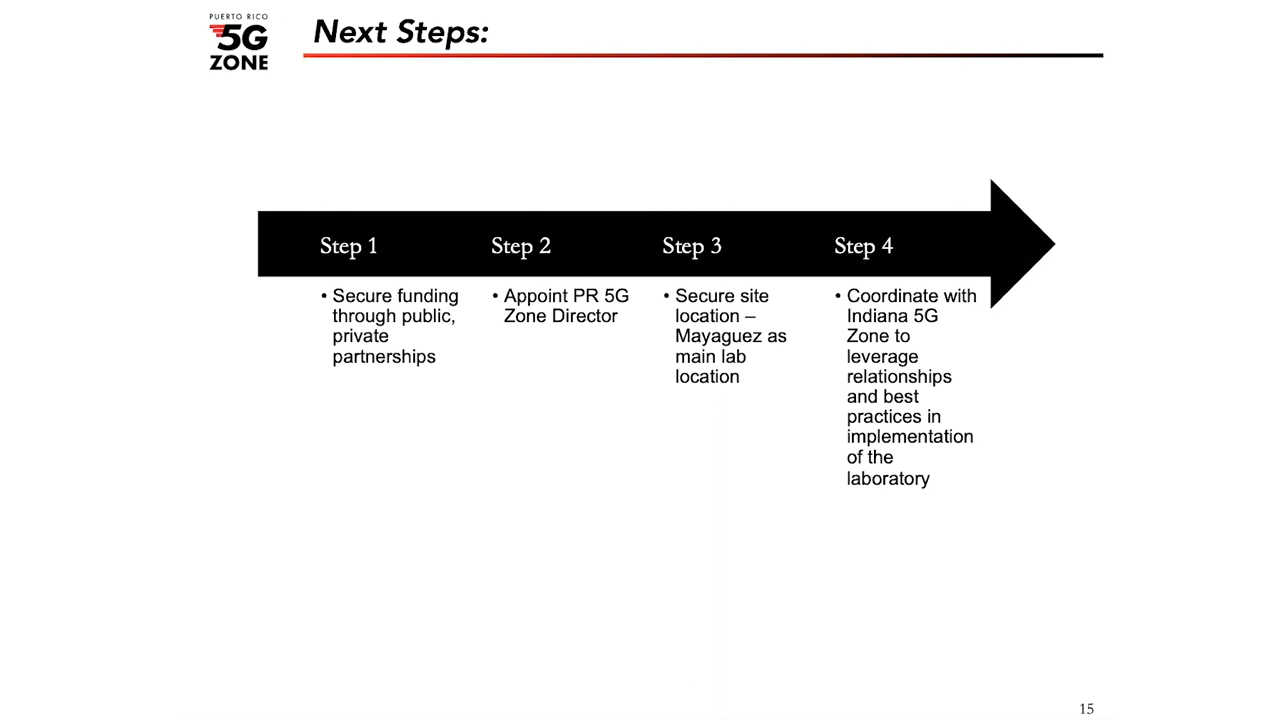 PUERTO RICO
5G
ZONE
Next Steps:
Step 1
• Secure funding
through public,
private
partnerships
Step 2
• Appoint PR 5G
Zone Director
Step 3
• Secure site
location –
Mayaguez as
main lab
location
Step 4
• Coordinate with
Indiana 5G
Zone to
leverage
relationships
and best
practices in
implementation
of the
laboratory
15